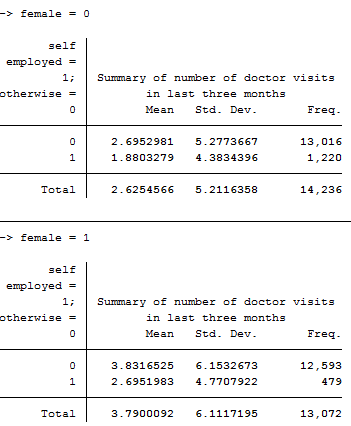 -> female = 0
self
employed =
1; Summary of number of doctor visits
otherwise = in last three months
0 Mean Std. Dev. Freq.
0 2.6952981 5.2773667 13,016
1 1.8803279 4.3834396 1,220
Total 2.6254566 5.2116358 14,236
-> female = 1
self
employed =
1; Summary of number of doctor visits
otherwise = in last three months
0 Mean Std. Dev. Freq.
0 3.8316525 6.1532673 12,593
1 2.6951983 4.7707922 479
Total 3.7900092 6.1117195 13,072